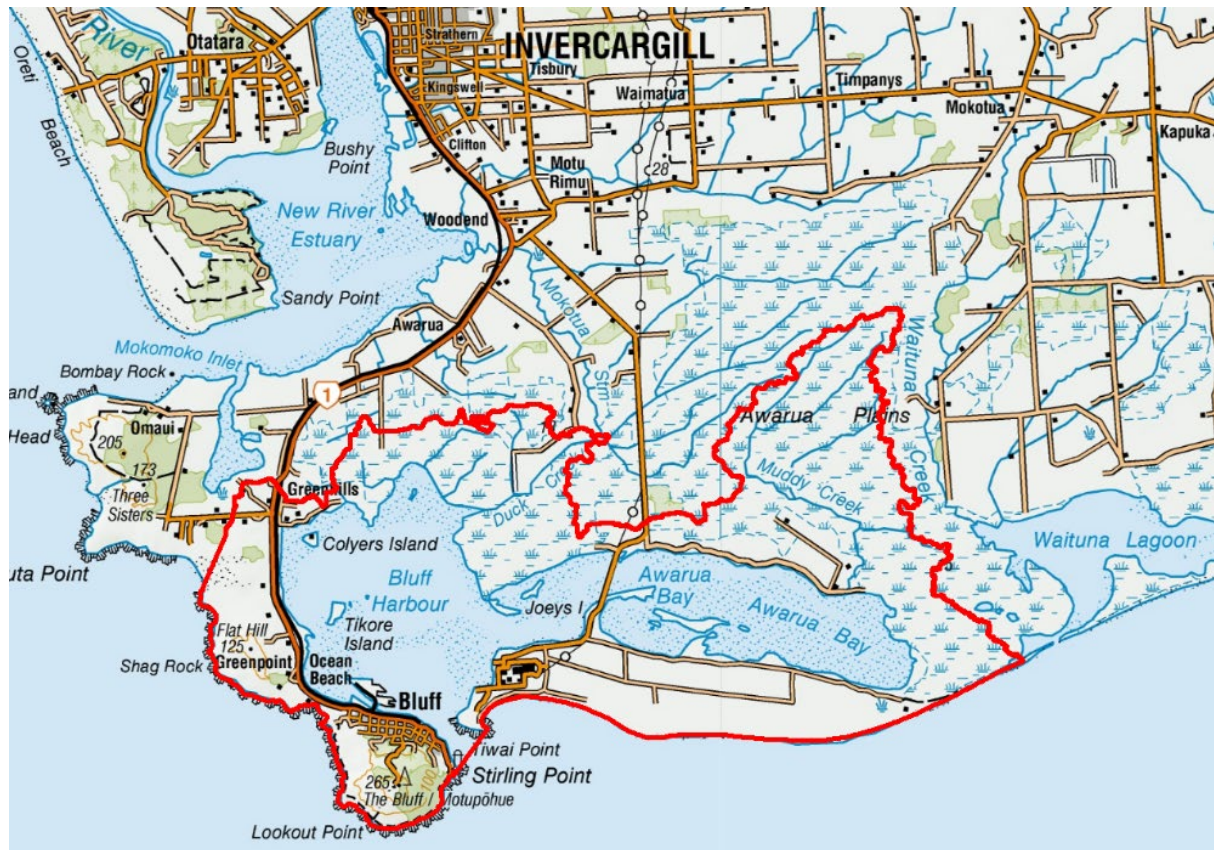 River
Otatara
Strathern
INVERCARGILL
Tisbury
Kingswell
Waimatua
Timpanys
Mokotua
Kapuka
Oreti
Beach
Bushy
Point
Clifton
Motu
Rimu
28
New River
Estuary
Woodend
Sandy Point
Mokotua
Strm
Awarua
Mokomoko Inlet
Bombay Rock
1
Waituna
Creek
Awarua Plains
and
Head
Omaui
205
173
Three
Sisters
Greenhills
Duck Creek
Muddy Creek
Waituna Lagoon
uta Point
Colyers Island
Bluff
Harbour
Awarua
Bay
Joeys I
Awarua Bay
Tikore
Island
Flat Hill
125
Shag Rock
Greenpoint
Ocean
Beach
Bluff
Tiwai Point
Stirling Point
265
100
The Bluff / Motupōhue
Lookout Point